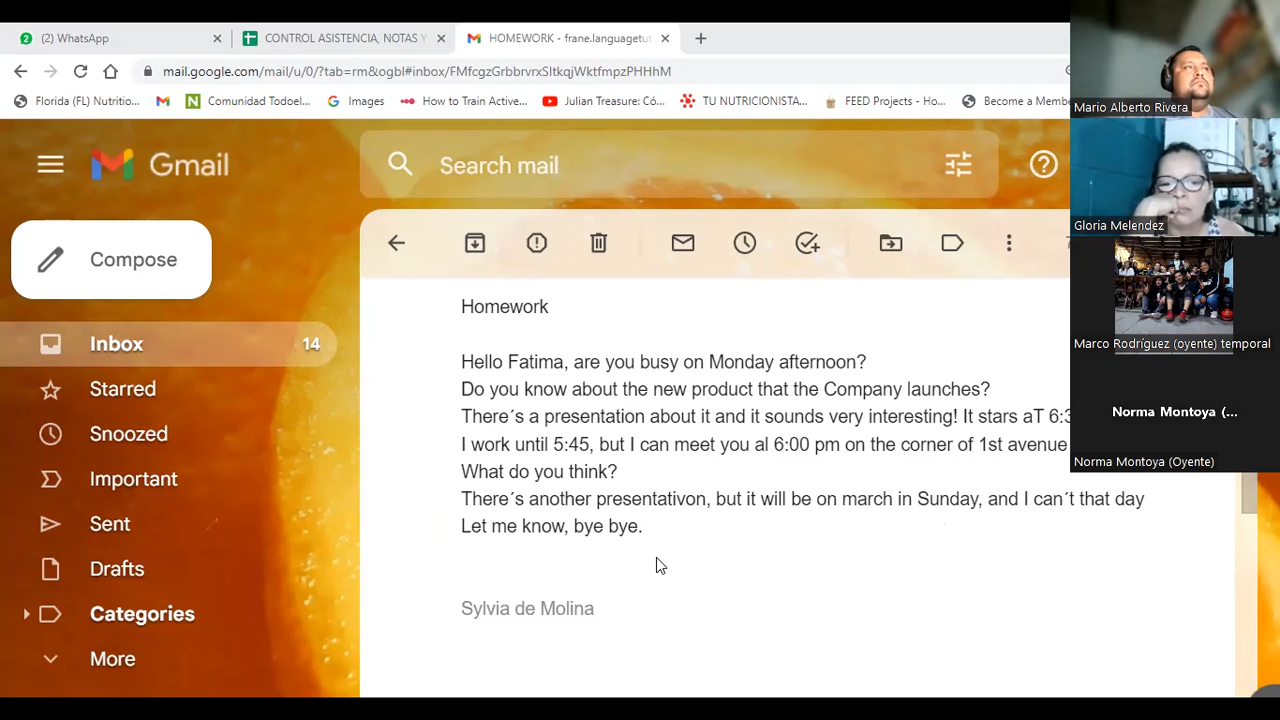 (2) WhatsApp
CONTROL ASISTENCIA, NOTAS Y
HOMEWORK - frane.languagetut
mail.google.com/mail/u/0/?tab=rm&ogbl#inbox/FMfcgzGrbbrvrxSltkqjWktfmpzPHHhM
Florida (FL) Nutritio...
Comunidad Todoel...
Images
How to Train Active...
Julian Treasure: Có...
TU NUTRICIONISTA...
FEED Projects - Ho...
Become a Membe
Gmail
Search mail
Compose
Inbox 14
Starred
Snoozed
Important
Sent
Drafts
Categories
More
Homework
Hello Fatima, are you busy on Monday afternoon?
Do you know about the new product that the Company launches?
There´s a presentation about it and it sounds very interesting! It stars aT 6:3
I work until 5:45, but I can meet you al 6:00 pm on the corner of 1st avenue
What do you think?
There´s another presentativon, but it will be on march in Sunday, and I can´t that day
Let me know, bye bye.
Sylvia de Molina
Mario Alberto Rivera
Gloria Melendez
Marco Rodríguez (oyente) temporal
Norma Montoya (...
Norma Montoya (Oyente)